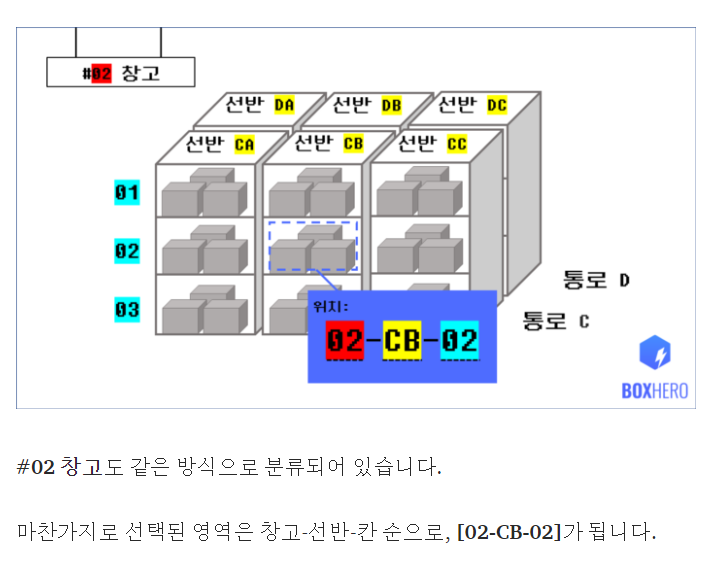 #02 창고
선반 DA 선반 DB 선반 DC
선반 CA 선반 CB 선반 CC
01
02
03
통로 D
위치:
통로 C
02-CB-02
BOXHERO
#02 창고도 같은 방식으로 분류되어 있습니다.
마찬가지로 선택된 영역은 창고-선반-칸 순으로, [02-CB-02]가 됩니다.